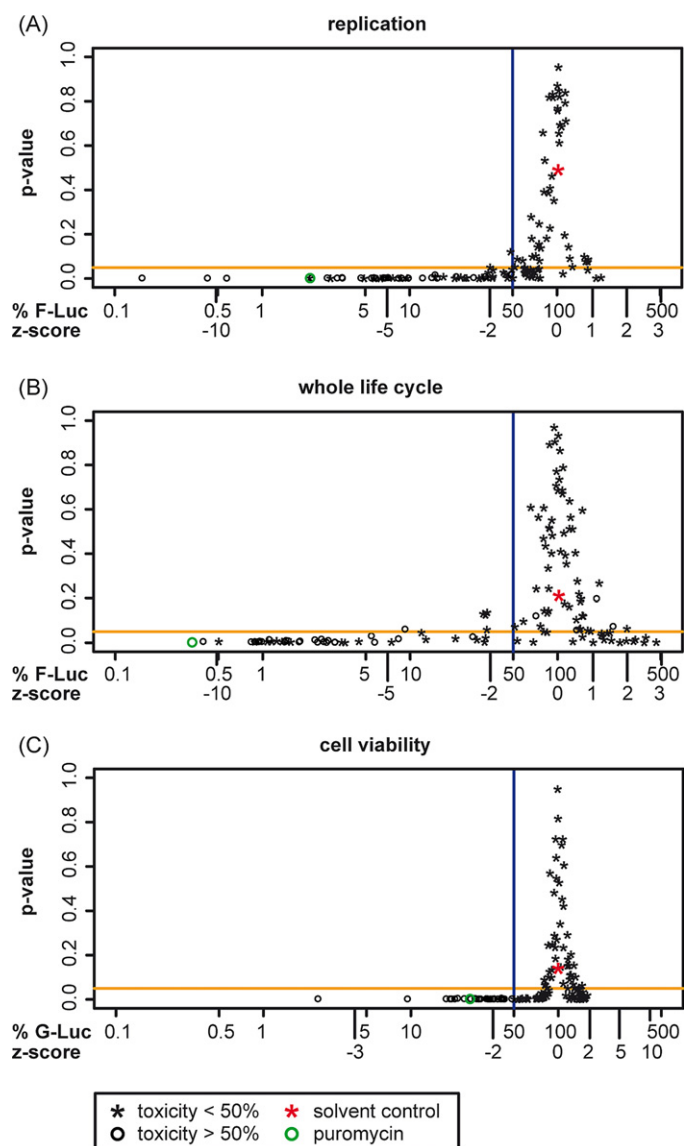 (A) replication
p-value
1.0
0.8
0.6
0.4
0.2
0.0
% F-Luc 0.1 0.5 1 5 10 50 100 500
z-score -10 -5 -2 0 1 2 3
(B) whole life cycle
p-value
1.0
0.8
0.6
0.4
0.2
0.0
% F-Luc 0.1 0.5 1 5 10 50 100 500
z-score -10 -5 -2 0 1 2 3
(C) cell viability
p-value
1.0
0.8
0.6
0.4
0.2
0.0
% G-Luc 0.1 0.5 1 5 10 50 100 500
z-score -3 -2 0 2 5 10
* toxicity < 50% * solvent control
o toxicity > 50% o puromycin